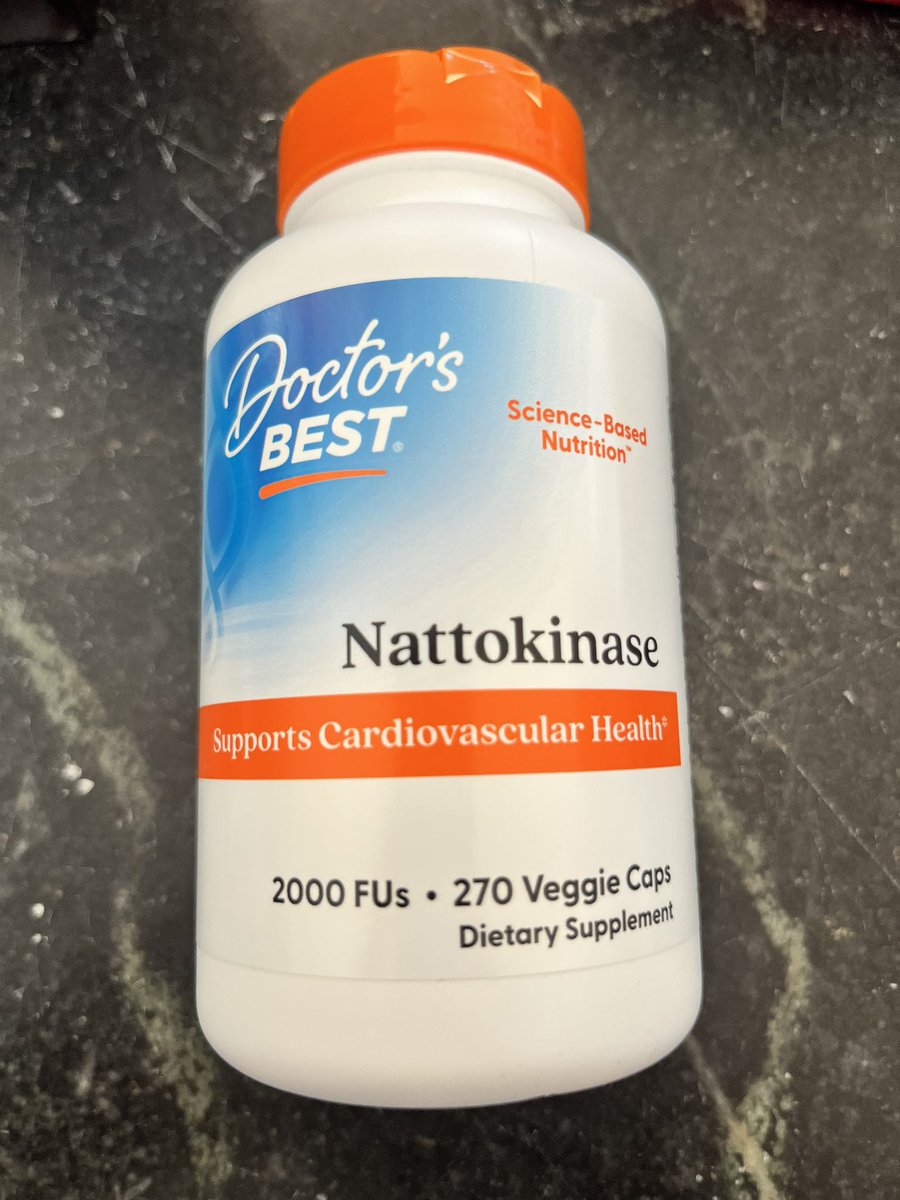 Doctor's
BEST®
Science-Based
Nutrition™
Nattokinase
Supports Cardiovascular Health‡
2000 FUs • 270 Veggie Caps
Dietary Supplement